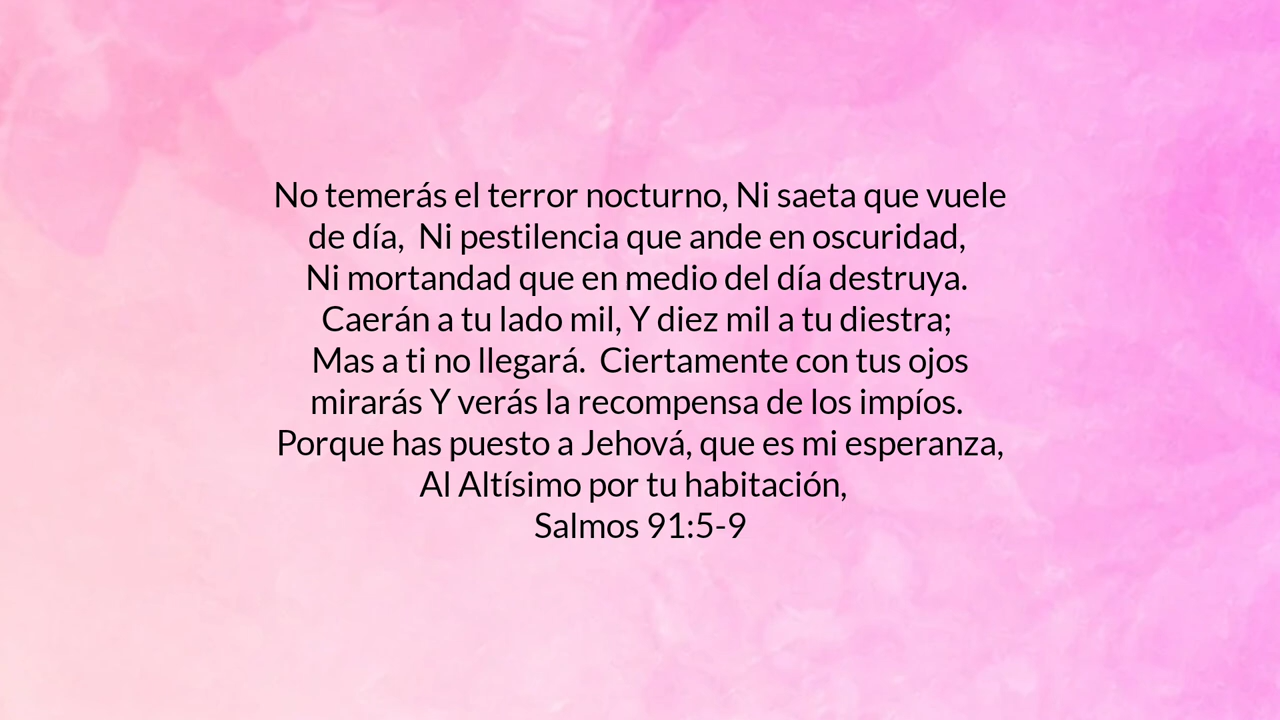 No temerás el terror nocturno, Ni saeta que vuele
de día,  Ni pestilencia que ande en oscuridad,
Ni mortandad que en medio del día destruya.
Caerán a tu lado mil, Y diez mil a tu diestra;
Mas a ti no llegará.  Ciertamente con tus ojos
mirarás Y verás la recompensa de los impíos.
Porque has puesto a Jehová, que es mi esperanza,
Al Altísimo por tu habitación,
Salmos 91:5-9